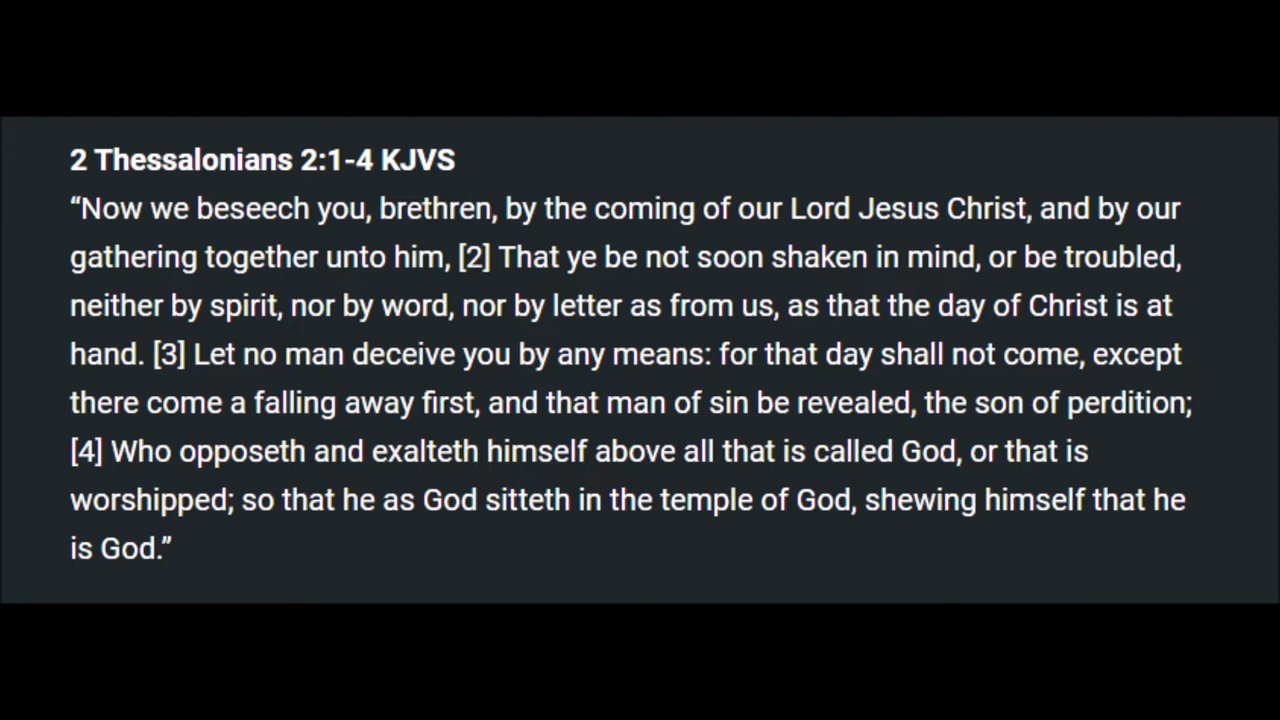 2 Thessalonians 2:1-4 KJVS
“Now we beseech you, brethren, by the coming of our Lord Jesus Christ, and by our
gathering together unto him, [2] That ye be not soon shaken in mind, or be troubled,
neither by spirit, nor by word, nor by letter as from us, as that the day of Christ is at
hand. [3] Let no man deceive you by any means: for that day shall not come, except
there come a falling away first, and that man of sin be revealed, the son of perdition;
[4] Who opposeth and exalteth himself above all that is called God, or that is
worshipped; so that he as God sitteth in the temple of God, shewing himself that he
is God.”